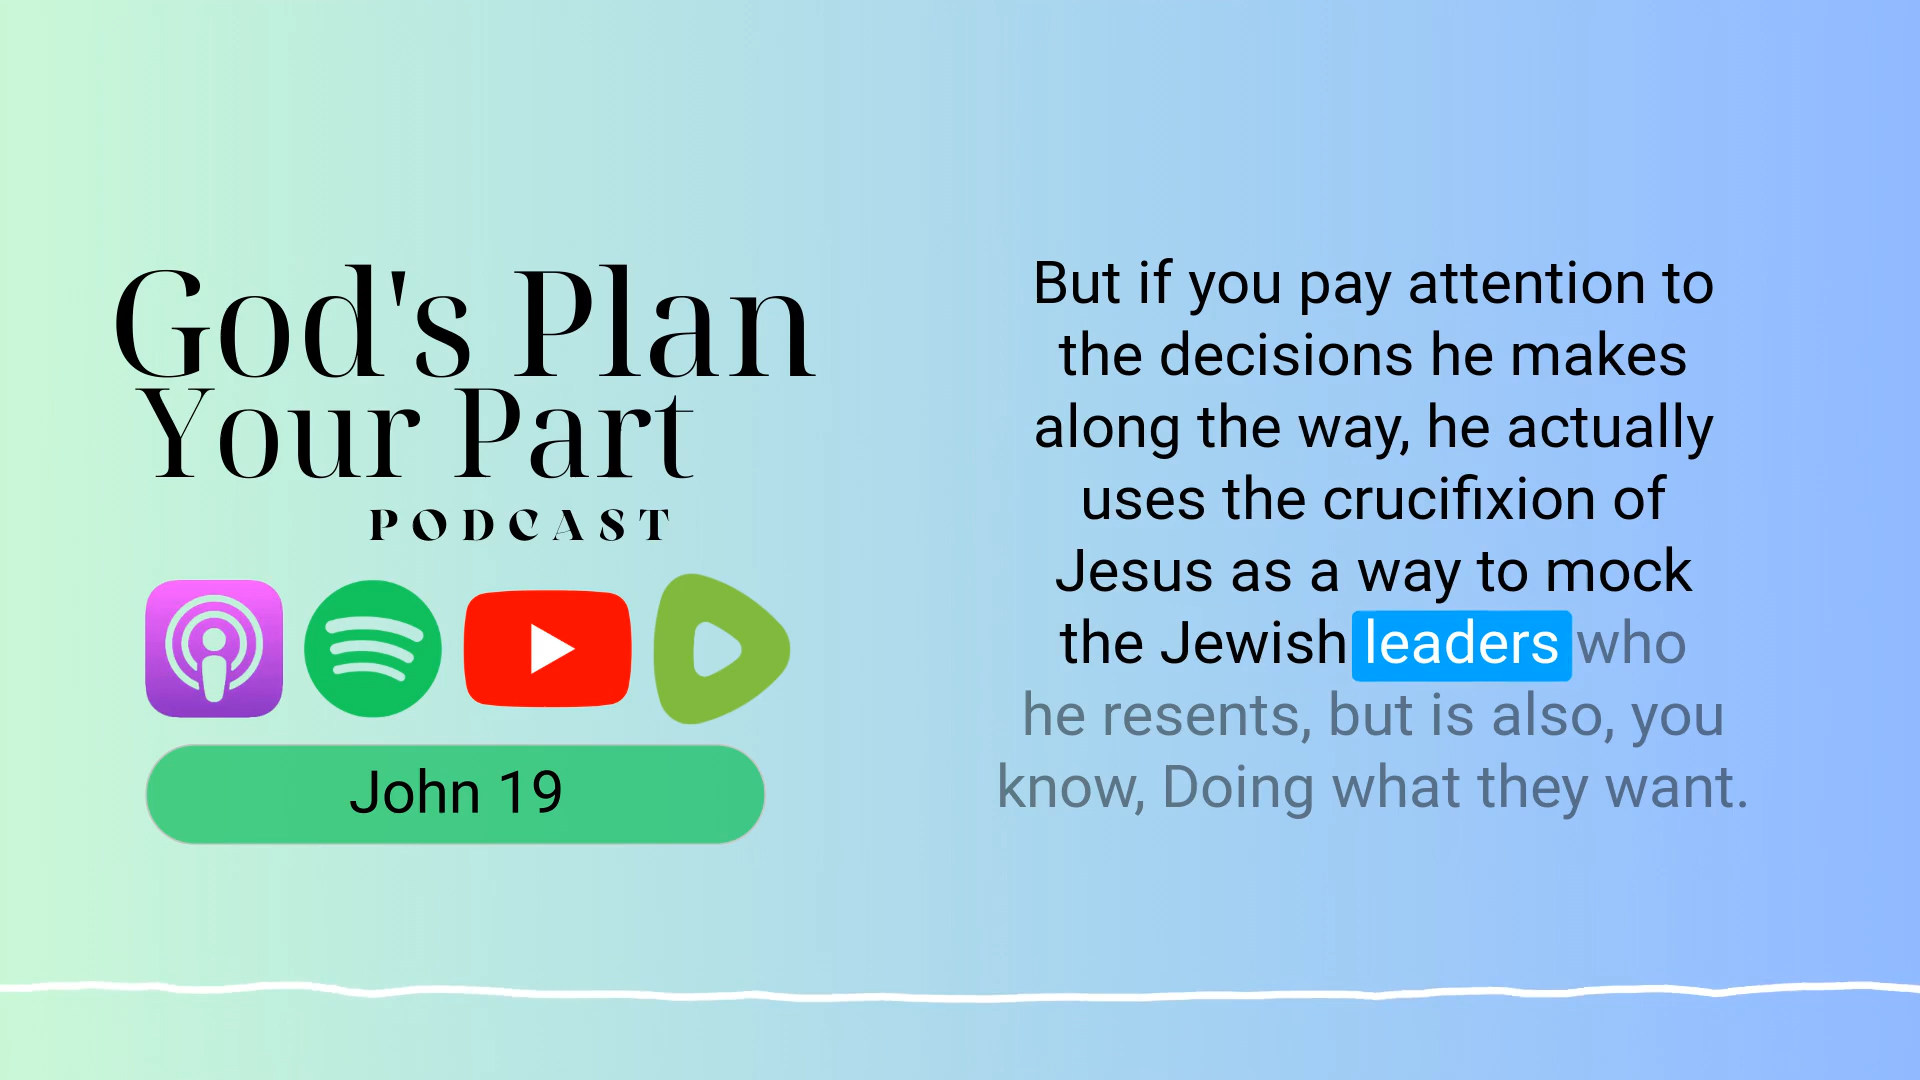 God's Plan
Your Part
PODCAST
John 19
But if you pay attention to
the decisions he makes
along the way, he actually
uses the crucifixion of
Jesus as a way to mock
the Jewish leaders who
he resents, but is also, you
know, Doing what they want.